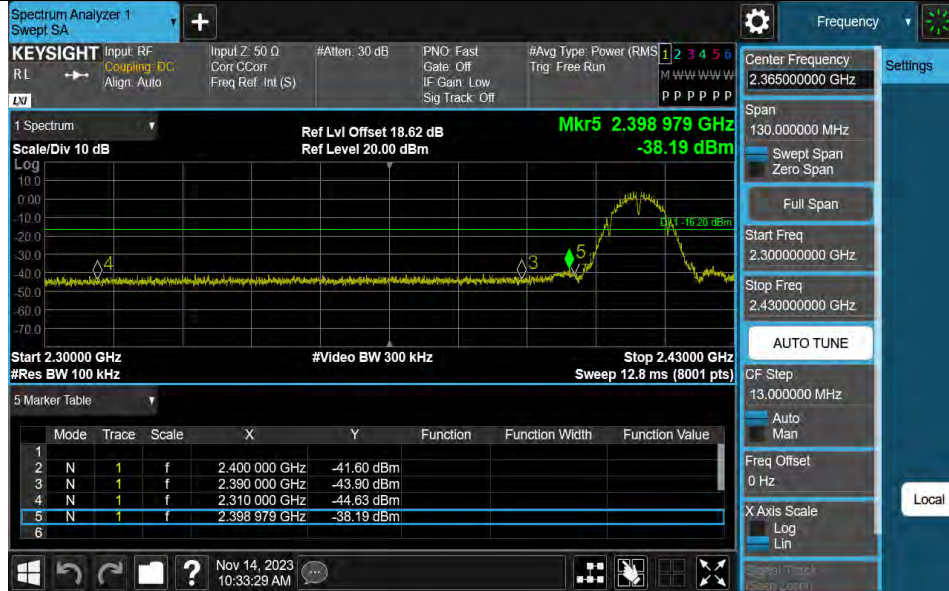 Spectrum Analyzer 1
Swept SA
+
Frequency
KEYSIGHT
RL
LXI
Input: RF
Coupling: DC
Align: Auto
Input Z: 50 Ω
Corr CCorr
Freq Ref: Int (S)
#Atten: 30 dB
PNO: Fast
Gate: Off
IF Gain: Low
Sig Track: Off
#Avg Type: Power (RMS
Trig: Free Run
1 2 3 4 5 6
M W W W W W
P P P P P P
1 Spectrum
Scale/Div 10 dB
Ref Lvl Offset 18.62 dB
Ref Level 20.00 dBm
Mkr5 2.398 979 GHz
-38.19 dBm
Log
10.0
0.00
-10.0
-20.0
-30.0
-40.0
-50.0
-60.0
-70.0
4
3
5
DL1 -16.20 dBm
Start 2.30000 GHz
#Video BW 300 kHz
Stop 2.43000 GHz
#Res BW 100 kHz
Sweep 12.8 ms (8001 pts)
5 Marker Table
Mode Trace Scale X Y Function Function Width Function Value
1
2 N 1 f 2.400 000 GHz -41.60 dBm
3 N 1 f 2.390 000 GHz -43.90 dBm
4 N 1 f 2.310 000 GHz -44.63 dBm
5 N 1 f 2.398 979 GHz -38.19 dBm
6
?
Nov 14, 2023
10:33:29 AM
Center Frequency
2.365000000 GHz
Settings
Span
130.000000 MHz
Swept Span
Zero Span
Full Span
Start Freq
2.300000000 GHz
Stop Freq
2.430000000 GHz
AUTO TUNE
CF Step
13.000000 MHz
Auto
Man
Freq Offset
0 Hz
X Axis Scale
Log
Lin
Local
Signal Track
(Span Zoom)